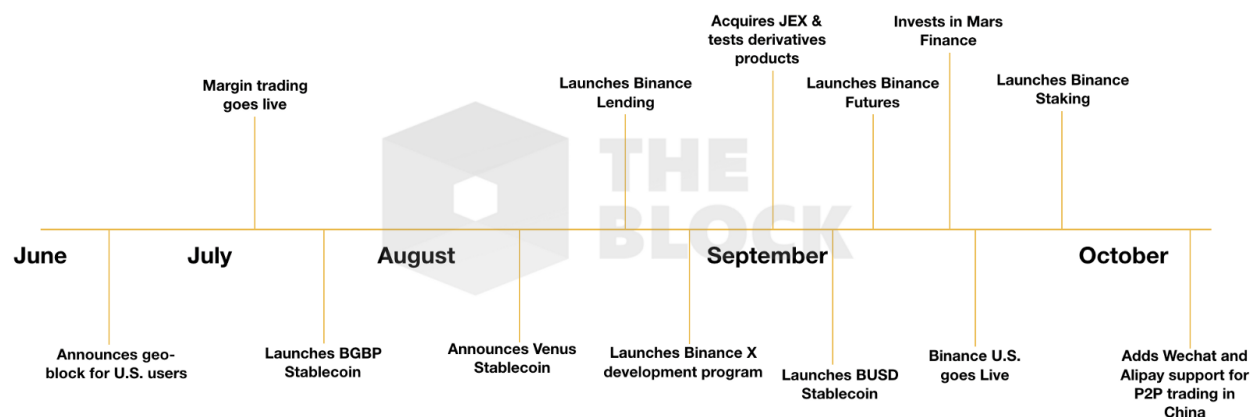 Acquires JEX &
tests derivatives
products
Invests in Mars
Finance
Margin trading
goes live
Launches Binance
Lending
Launches Binance
Futures
Launches Binance
Staking
THE
BLOCK
June
July
August
September
October
Announces geo-
block for U.S. users
Launches BGBP
Stablecoin
Announces Venus
Stablecoin
Launches Binance X
development program
Launches BUSD
Stablecoin
Binance U.S.
goes Live
Adds Wechat and
Alipay support for
P2P trading in
China